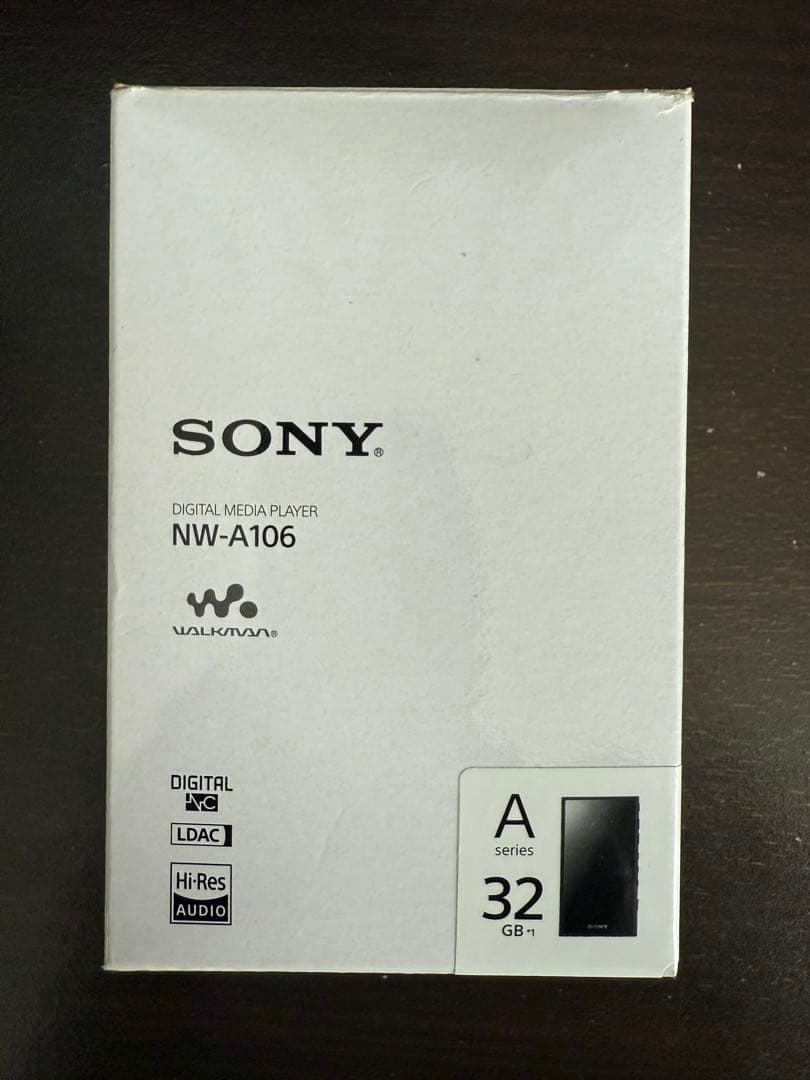 SONY®
DIGITAL MEDIA PLAYER
NW-A106
WALKMAN®
DIGITAL
NC
LDAC
Hi-Res
AUDIO
A
series
32
GB *1
SONY